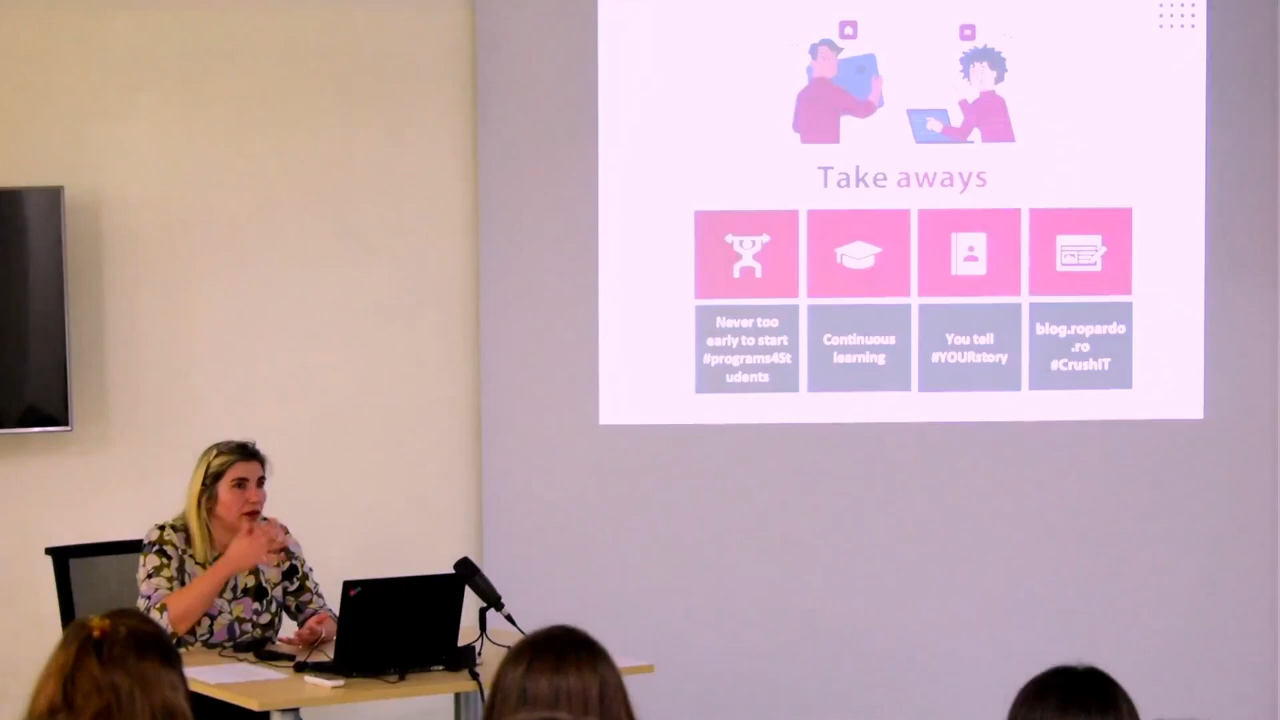 Take aways
Never too
early to start
#programs4St
udents
Continuous
learning
You tell
#YOURstory
blog.ropardo
.ro
#CrushIT